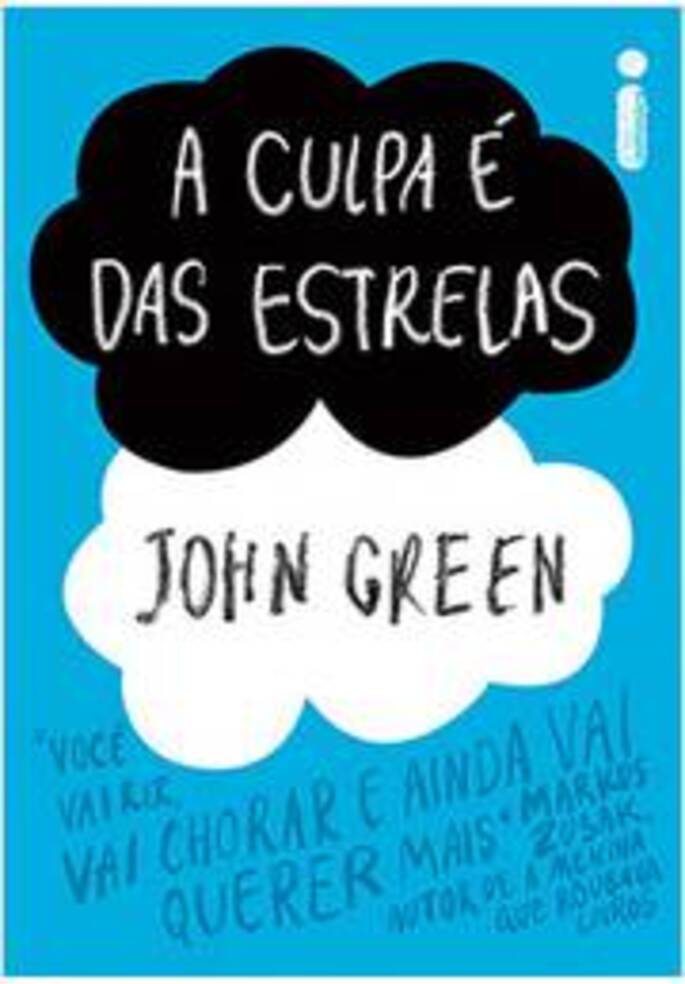 A CULPA É
DAS ESTRELAS
JOHN GREEN
"VOCÊ
VAI RIR,
VAI CHORAR E AINDA VAI
QUERER MAIS" MARKUS
ZUSAK,
AUTOR DE A MENINA
QUE ROUBAVA
LIVROS